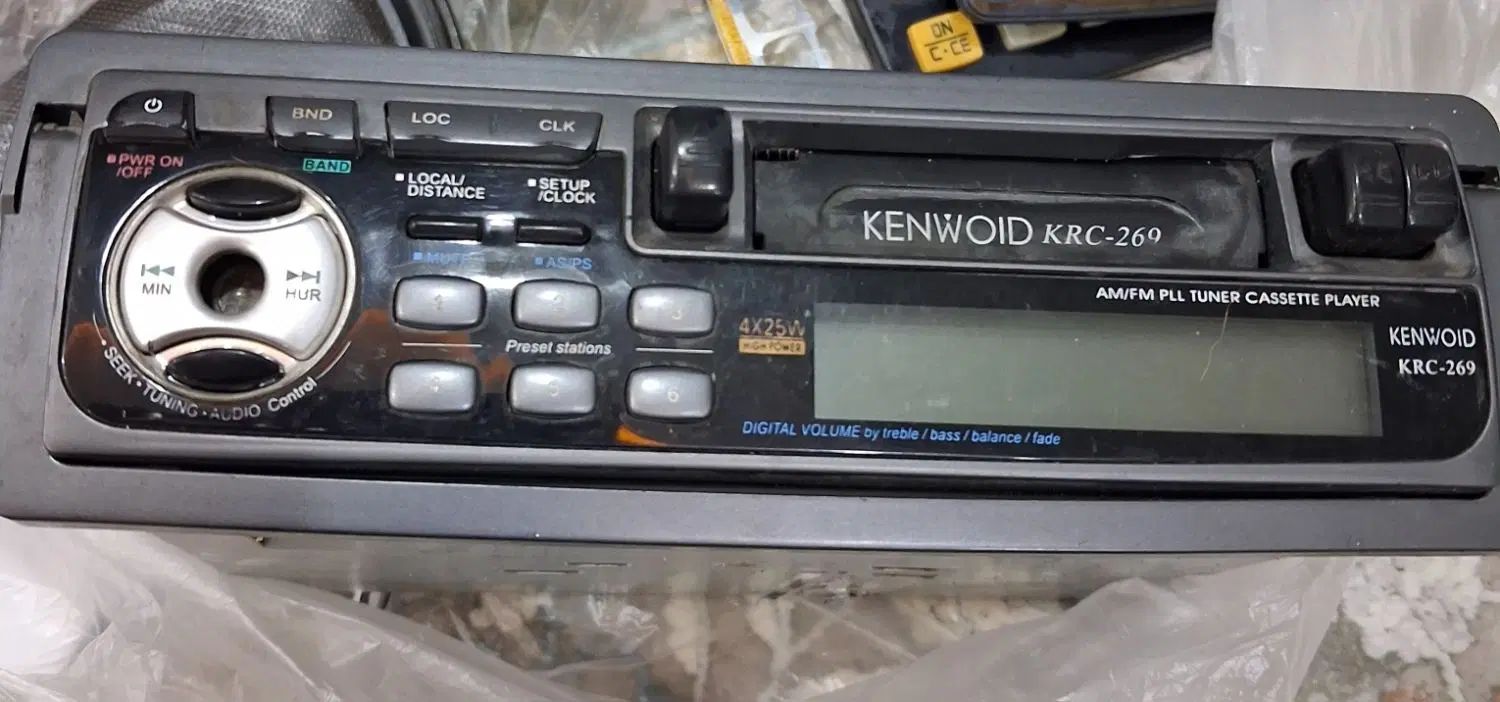 ON
C·CE
BND
LOC CLK
PWR ON
/OFF
BAND
LOCAL/
DISTANCE
SETUP
/CLOCK
KENWOID KRC-269
MUTE AS/PS
MIN
HUR
1 2 3
AM/FM PLL TUNER CASSETTE PLAYER
4X25W
HIGH POWER
Preset stations
KENWOID
KRC-269
4 5 6
SEEK·TUNING·AUDIO Control
DIGITAL VOLUME by treble / bass / balance / fade